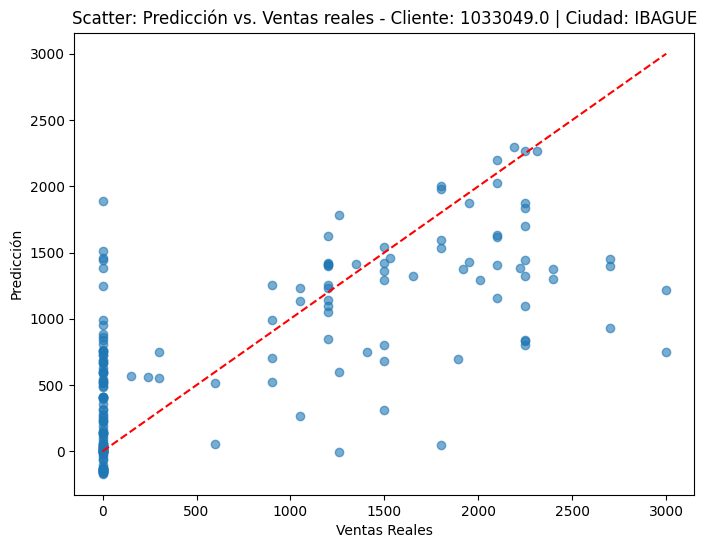 Scatter: Predicción vs. Ventas reales - Cliente: 1033049.0 | Ciudad: IBAGUE
3000
2500
2000
1500
1000
500
0
Predicción
0 500 1000 1500 2000 2500 3000
Ventas Reales